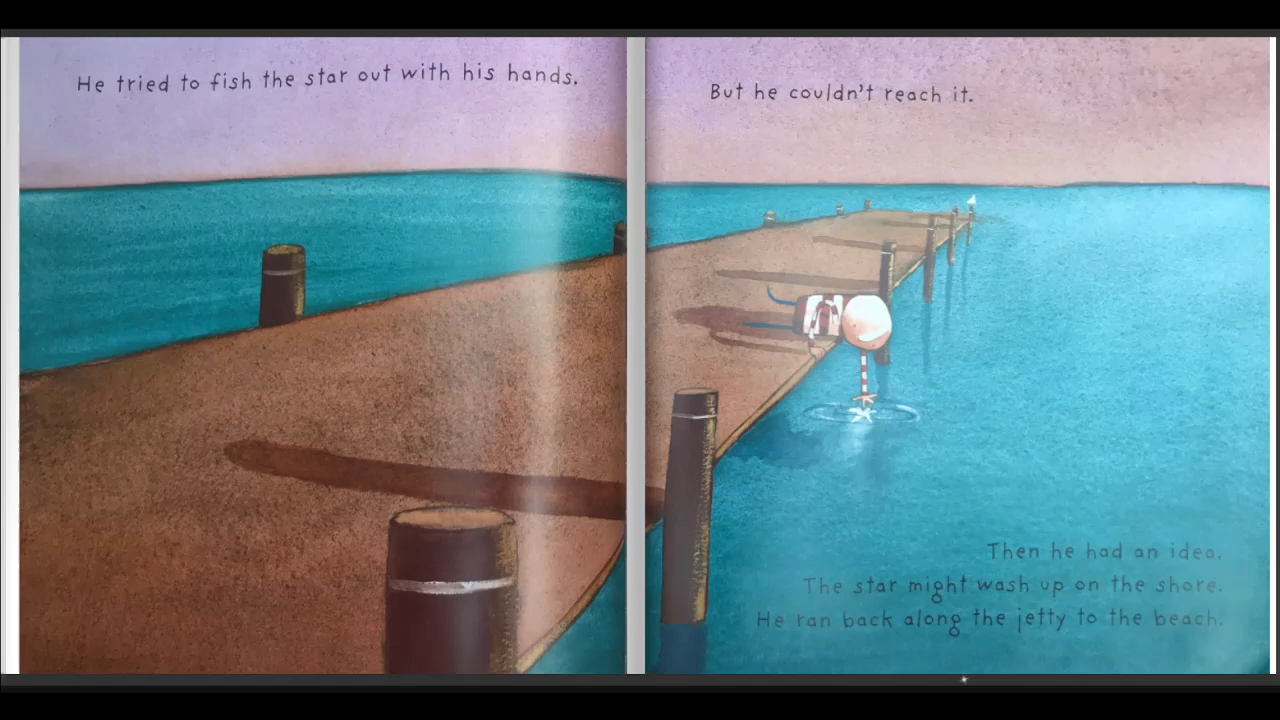 He tried to fish the star out with his hands.
But he couldn't reach it.
Then he had an idea.
The star might wash up on the shore.
He ran back along the jetty to the beach.